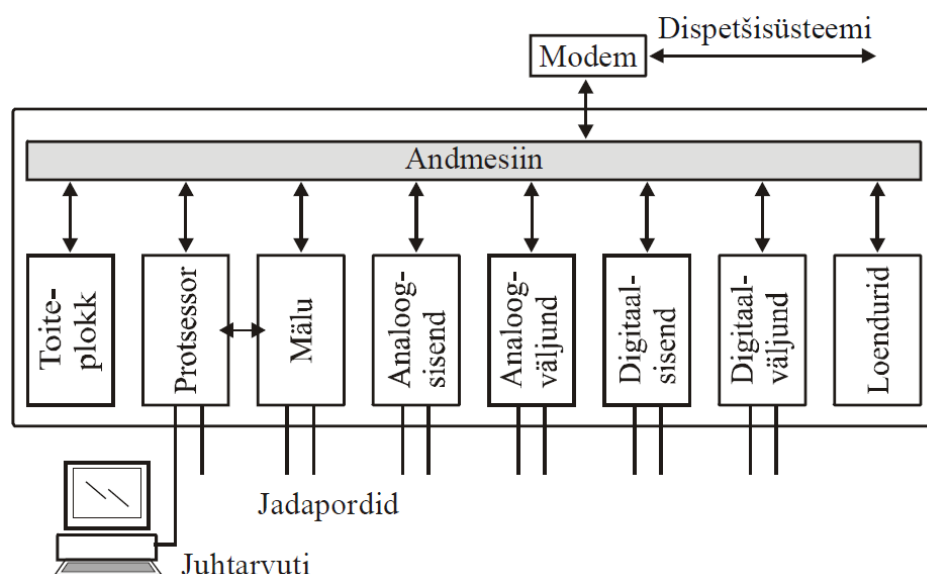 Dispetšisüsteemi
Modem
Andmesiin
Toite-
plokk
Protsessor
Mälu
Analoog-
sisend
Analoog-
väljund
Digitaal-
sisend
Digitaal-
väljund
Loendurid
Jadapordid
Juhtarvuti